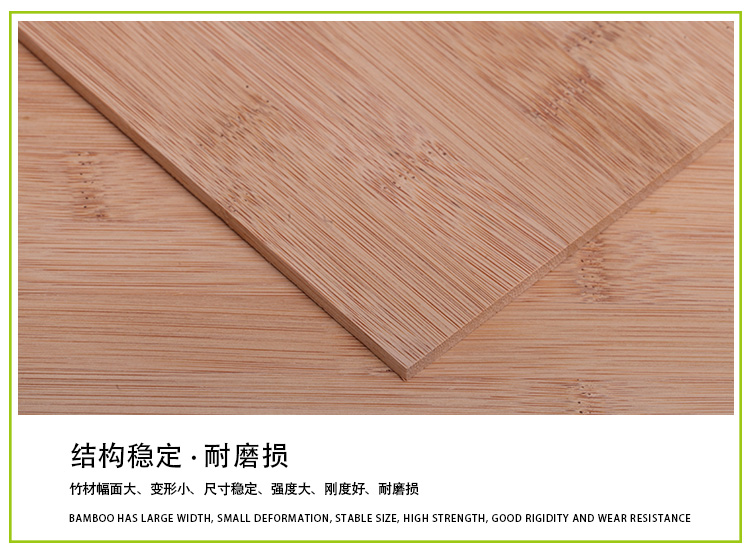 结构稳定·耐磨损
竹材幅面大、变形小、尺寸稳定、强度大、刚度好、耐磨损
BAMBOO HAS LARGE WIDTH, SMALL DEFORMATION, STABLE SIZE, HIGH STRENGTH, GOOD RIGIDITY AND WEAR RESISTANCE